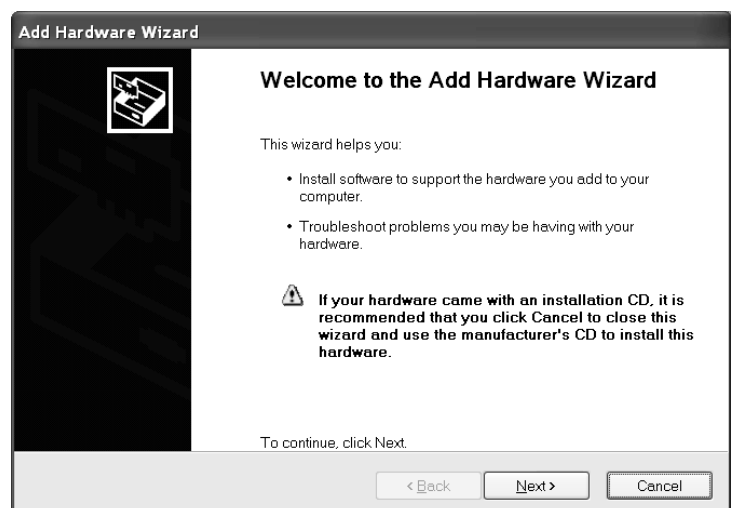 Add Hardware Wizard
Welcome to the Add Hardware Wizard
This wizard helps you:
• Install software to support the hardware you add to your
computer.
• Troubleshoot problems you may be having with your
hardware.
If your hardware came with an installation CD, it is
recommended that you click Cancel to close this
wizard and use the manufacturer's CD to install this
hardware.
To continue, click Next.
< Back Next > Cancel